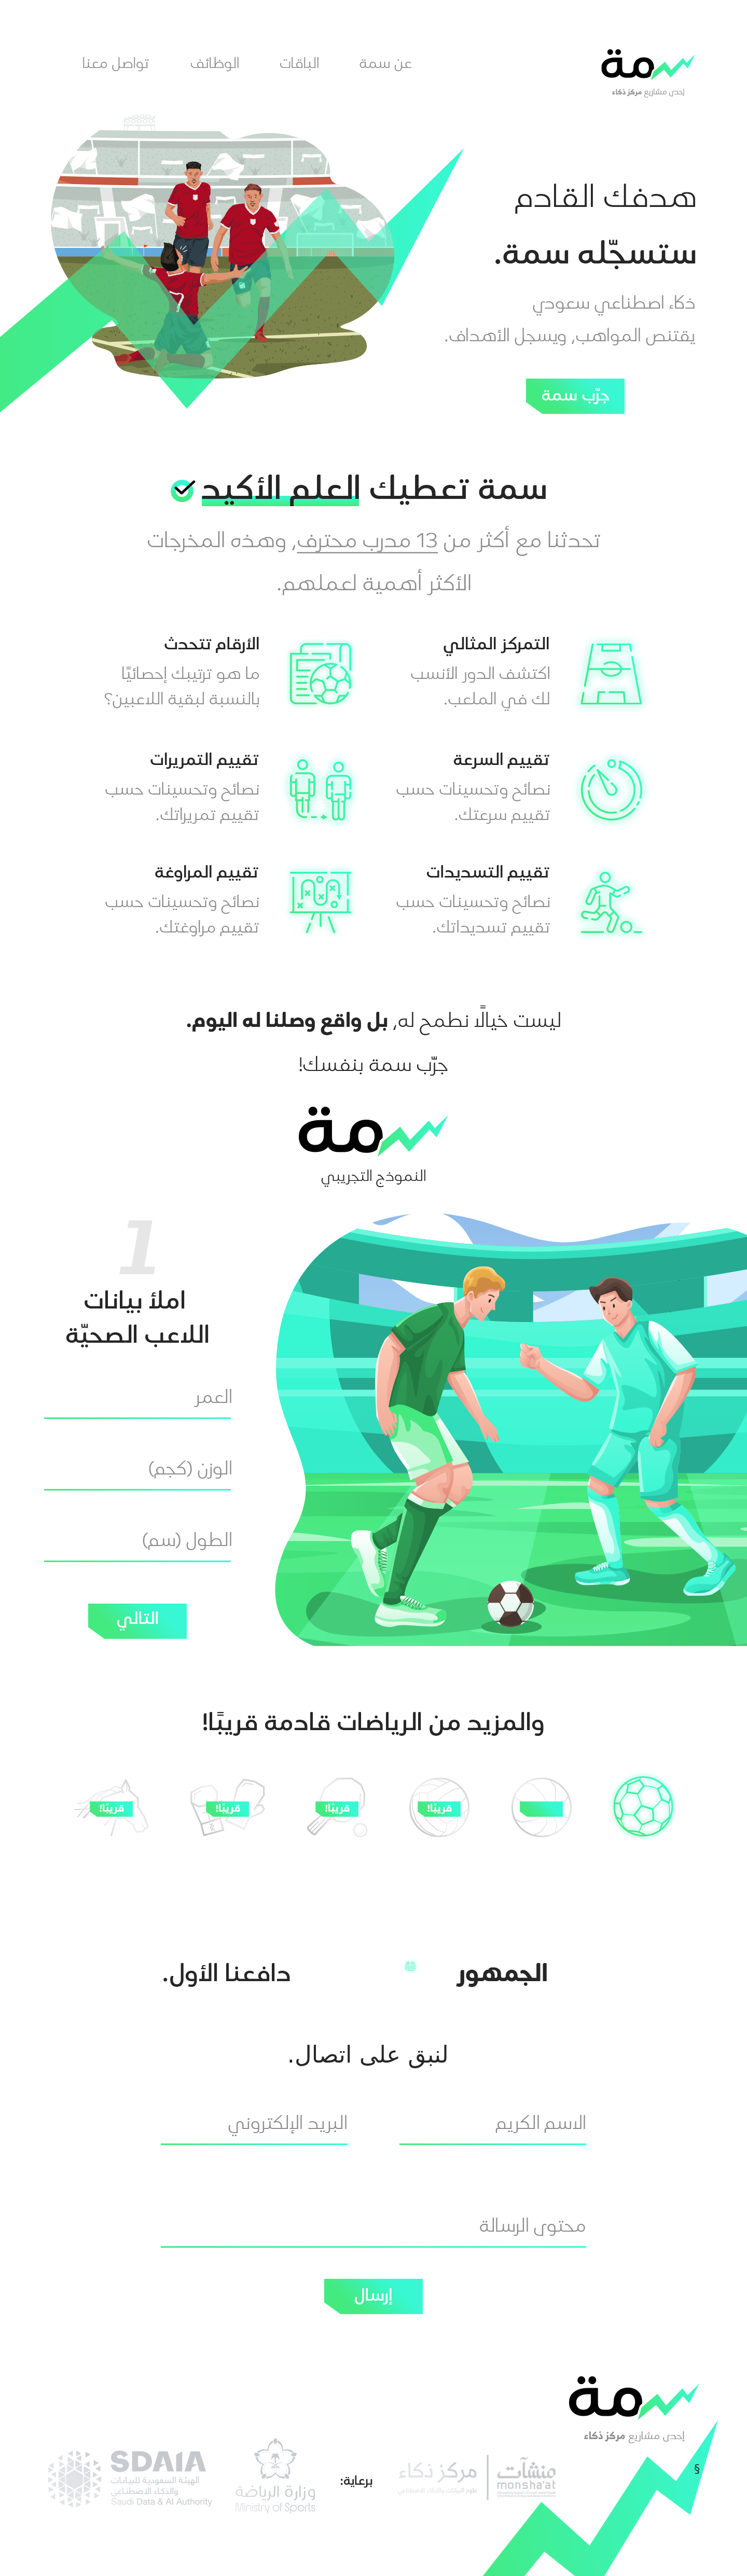 سمة
إحدى مشاريع مركز ذكاء
عن سمة
الباقات
الوظائف
تواصل معنا
هدفك القادم
ستسجّله سمة.
ذكاء اصطناعي سعودي
يقتنص المواهب, ويسجل الأهداف.
جرّب سمة
سمة تعطيك العلم الأكيد
تحدثنا مع أكثر من 13 مدرب محترف, وهذه المخرجات
الأكثر أهمية لعملهم.
التمركز المثالي
اكتشف الدور الأنسب
لك في الملعب.
الأرقام تتحدث
ما هو ترتيبك إحصائيًا
بالنسبة لبقية اللاعبين؟
تقييم السرعة
نصائح وتحسينات حسب
تقييم سرعتك.
تقييم التمريرات
نصائح وتحسينات حسب
تقييم تمريراتك.
تقييم التسديدات
نصائح وتحسينات حسب
تقييم تسديداتك.
تقييم المراوغة
نصائح وتحسينات حسب
تقييم مراوغتك.
ليست خيالًا نطمح له, بل واقع وصلنا له اليوم.
جرّب سمة بنفسك!
سمة
النموذج التجريبي
1
املأ بيانات
اللاعب الصحيّة
العمر
الوزن (كجم)
الطول (سم)
التالي
والمزيد من الرياضات قادمة قريبًا!
قريبًا!
قريبًا!
قريبًا!
قريبًا!
الجمهور
دافعنا الأول.
لنبق على اتصال.
الاسم الكريم
البريد الإلكتروني
محتوى الرسالة
إرسال
سمة
إحدى مشاريع مركز ذكاء
§
برعاية:
منشآت
monsha'at
مركز ذكاء
علوم البيانات والذكاء الاصطناعي
وزارة الرياضة
Ministry of Sports
SDAIA
الهيئة السعودية للبيانات
والذكاء الاصطناعي
Saudi Data & AI Authority